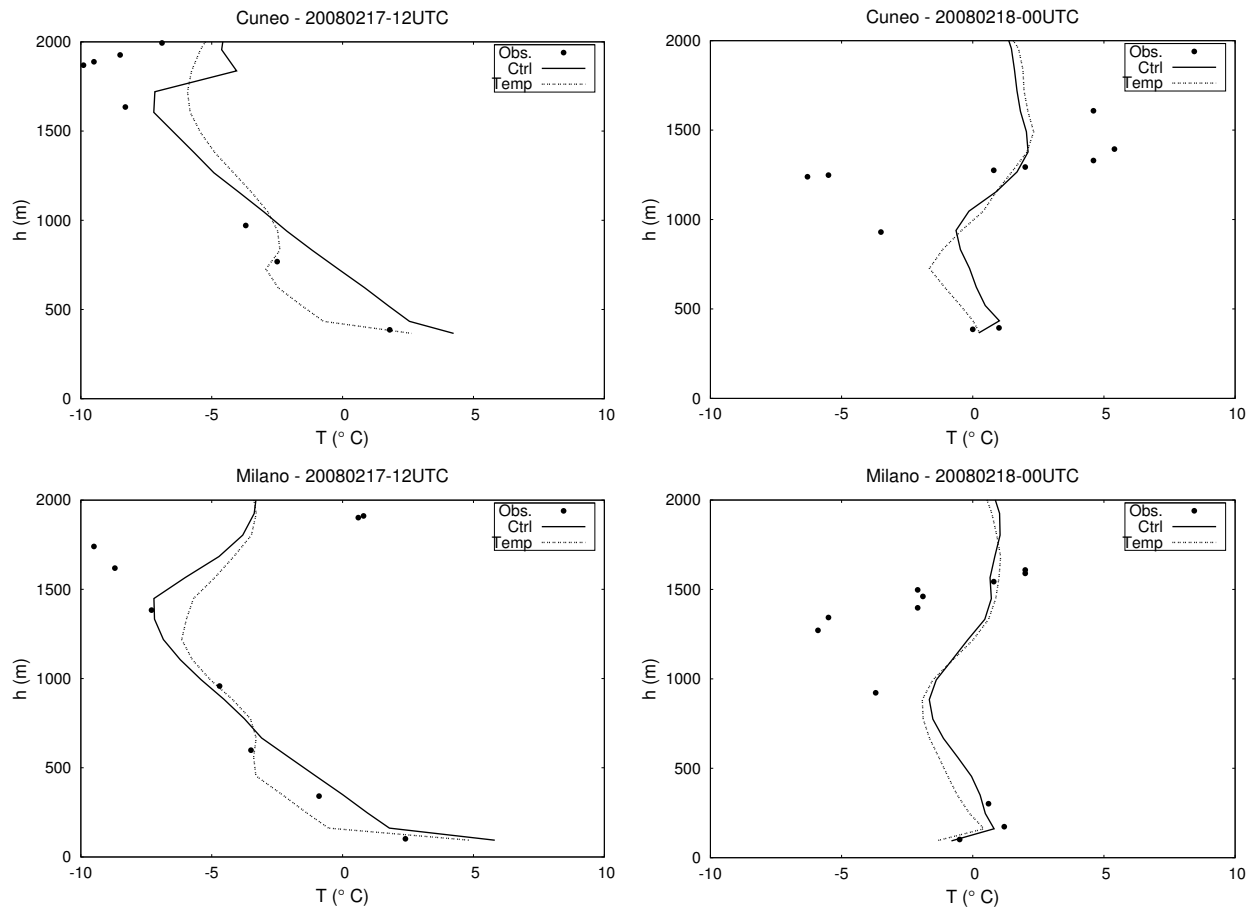 Cuneo - 20080217-12UTC
2000
1500
1000
500
0
h (m)
-10
-5
0
5
10
T (° C)
Obs.
Ctrl
Temp
Cuneo - 20080218-00UTC
2000
1500
1000
500
0
h (m)
-10
-5
0
5
10
T (° C)
Obs.
Ctrl
Temp
Milano - 20080217-12UTC
2000
1500
1000
500
0
h (m)
-10
-5
0
5
10
T (° C)
Obs.
Ctrl
Temp
Milano - 20080218-00UTC
2000
1500
1000
500
0
h (m)
-10
-5
0
5
10
T (° C)
Obs.
Ctrl
Temp